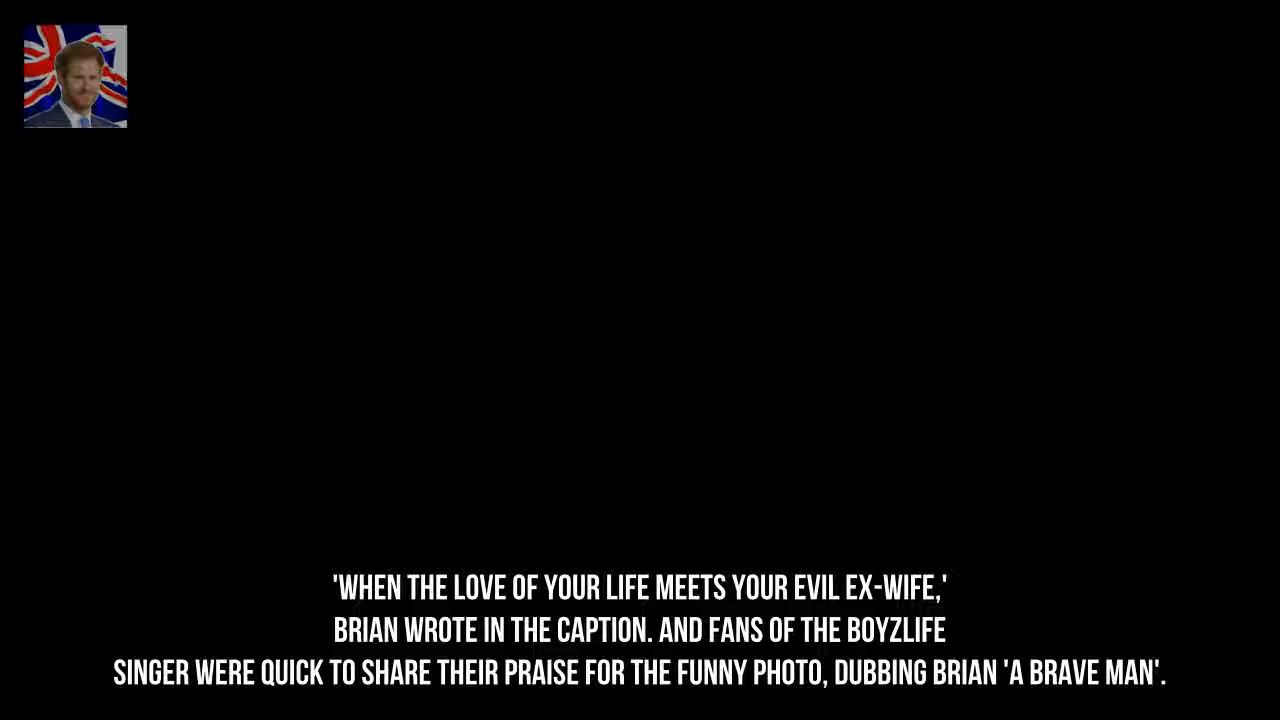 'WHEN THE LOVE OF YOUR LIFE MEETS YOUR EVIL EX-WIFE,'
BRIAN WROTE IN THE CAPTION. AND FANS OF THE BOYZLIFE
SINGER WERE QUICK TO SHARE THEIR PRAISE FOR THE FUNNY PHOTO, DUBBING BRIAN 'A BRAVE MAN'.